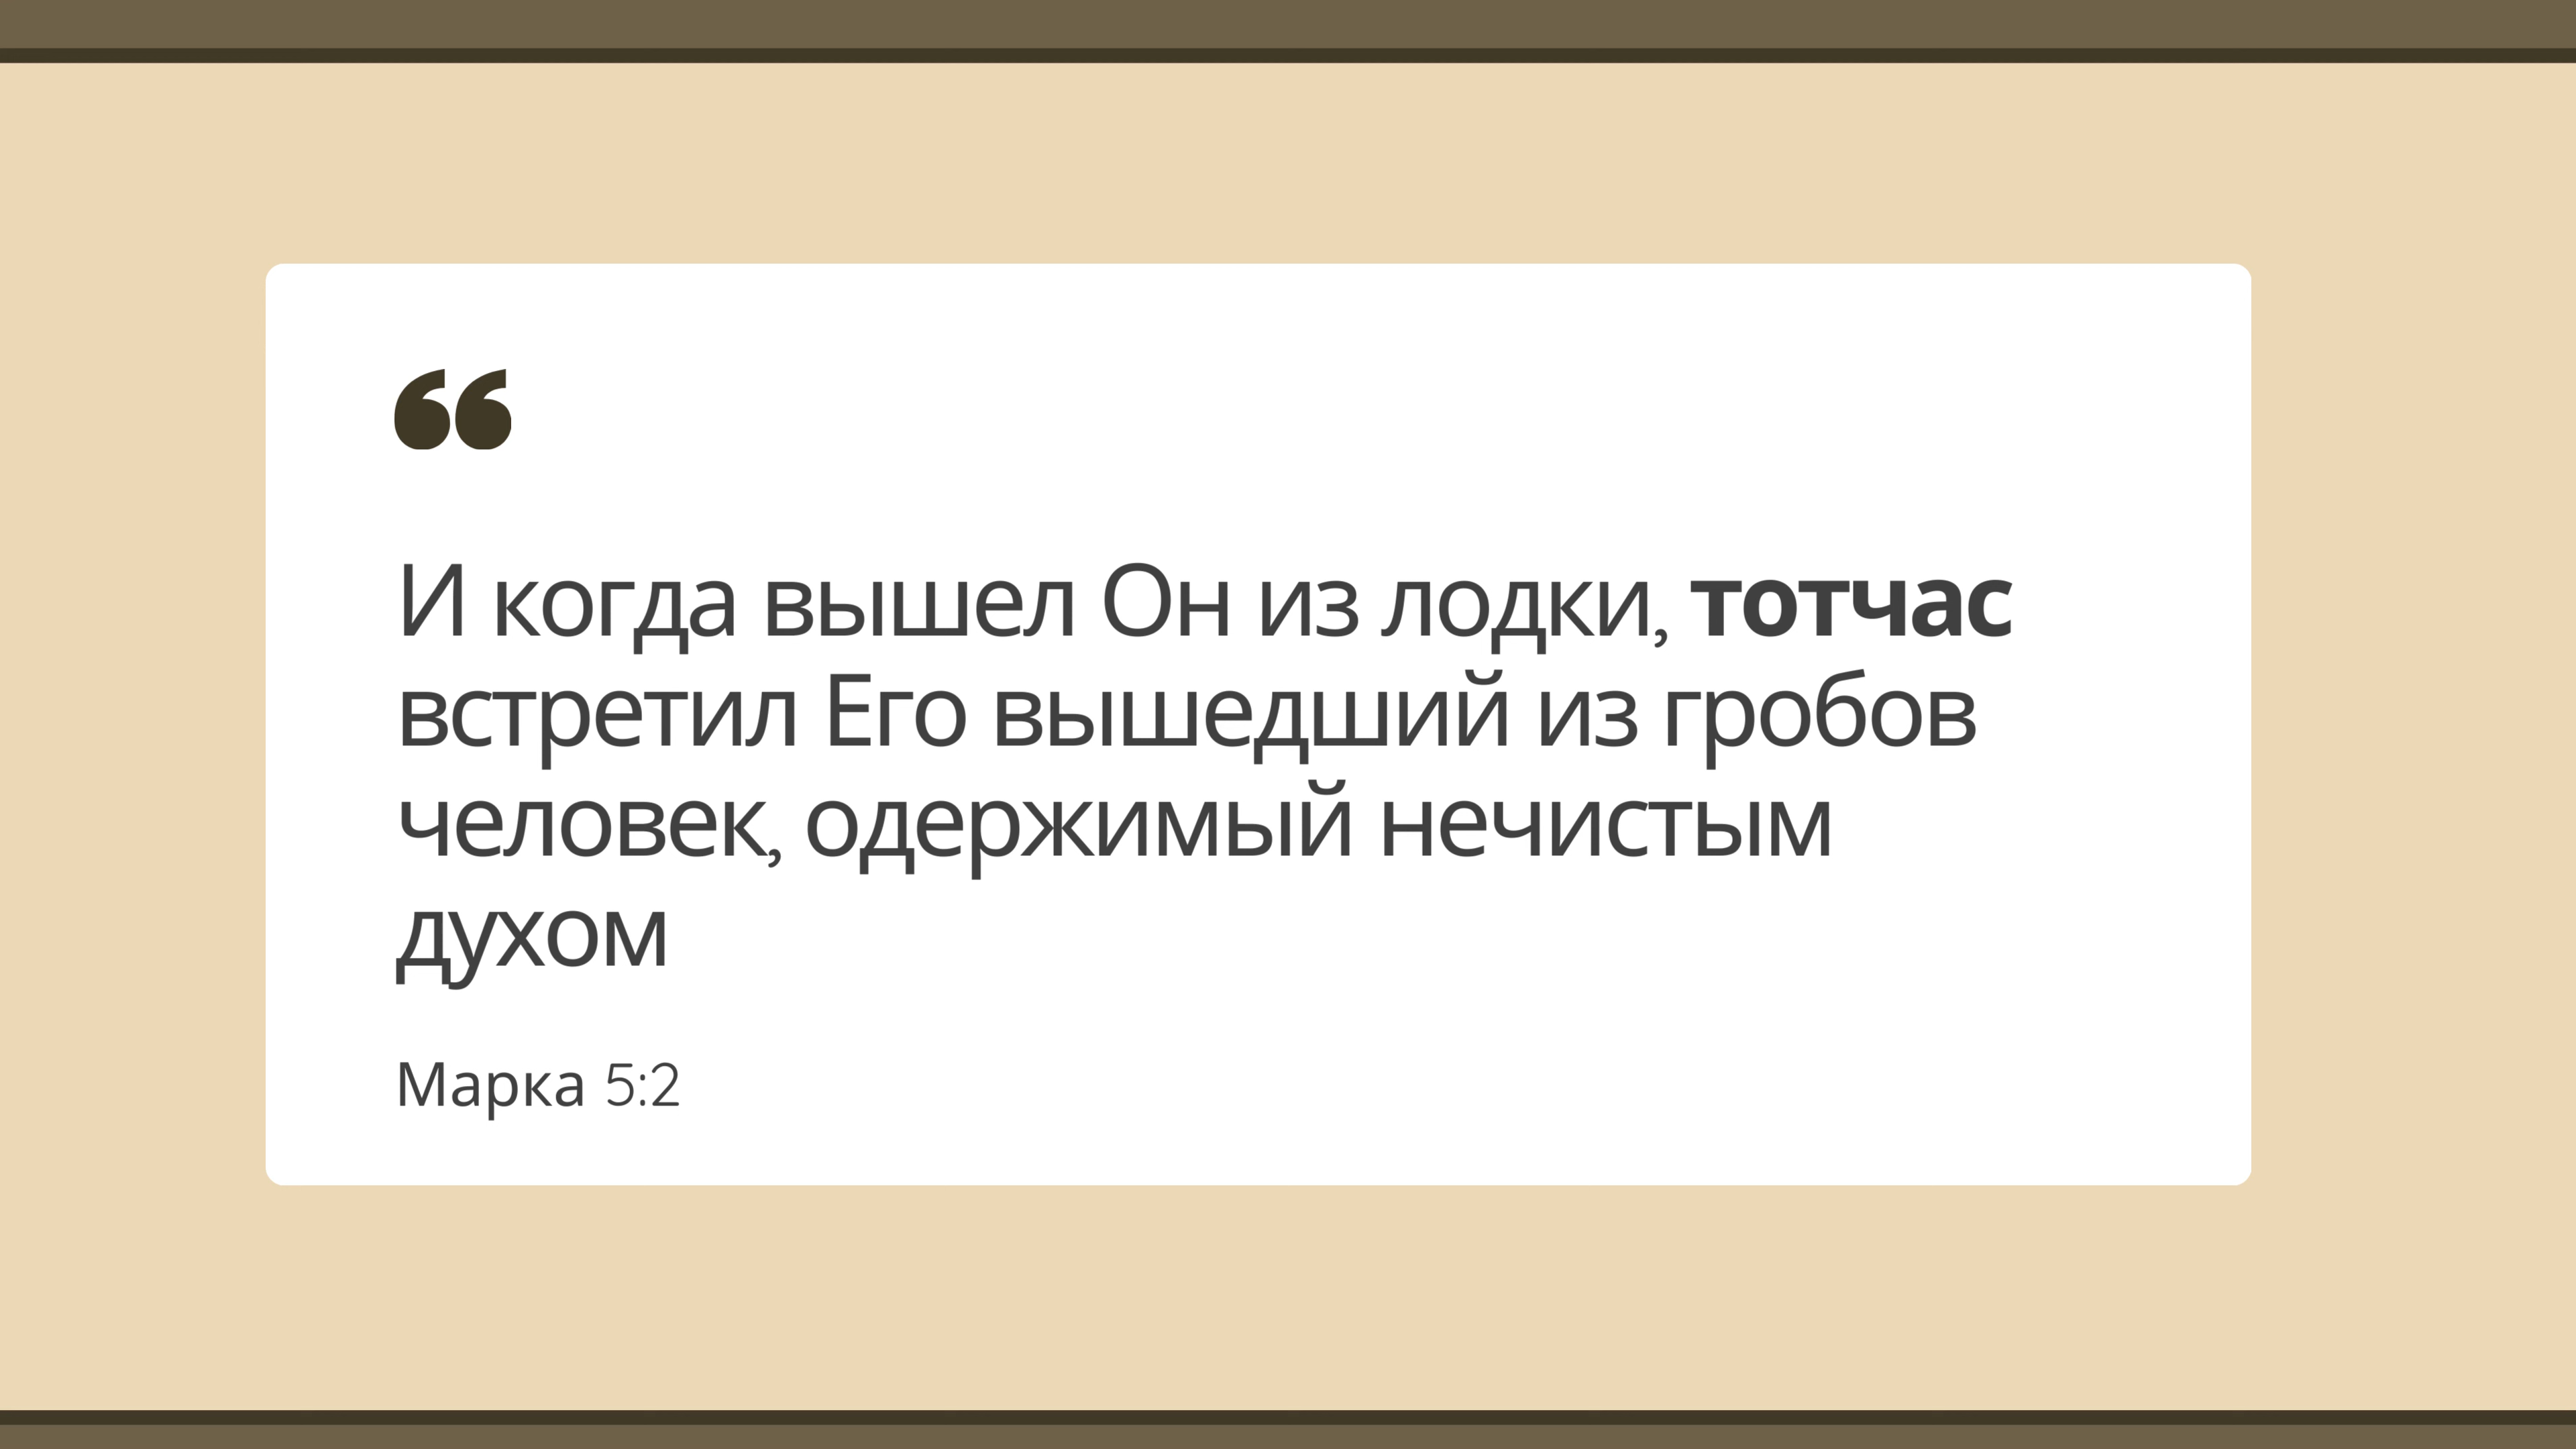 “
И когда вышел Он из лодки, тотчас
встретил Его вышедший из гробов
человек, одержимый нечистым
духом
Марка 5:2